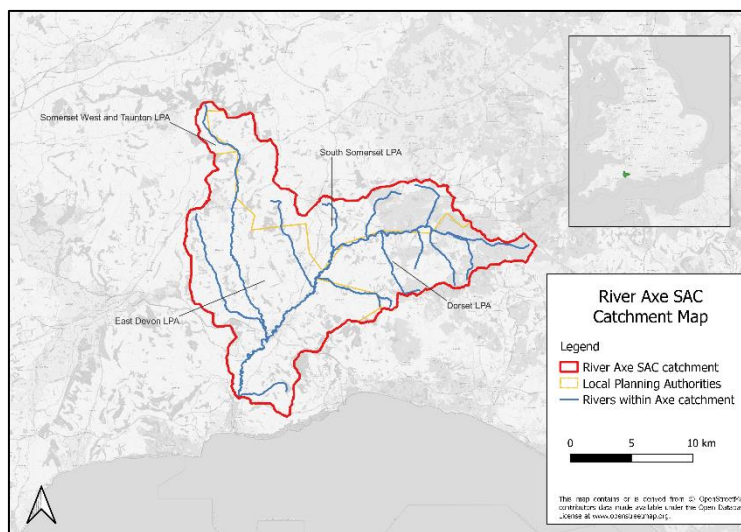 Somerset West and Taunton LPA
South Somerset LPA
East Devon LPA
Dorset LPA
River Axe SAC
Catchment Map
Legend
River Axe SAC catchment
Local Planning Authorities
Rivers within Axe catchment
0 5 10 km
This map contains or is derived from © OpenStreetMa
contributors data made available under the Open Databa
License at www.openstreetmap.org.